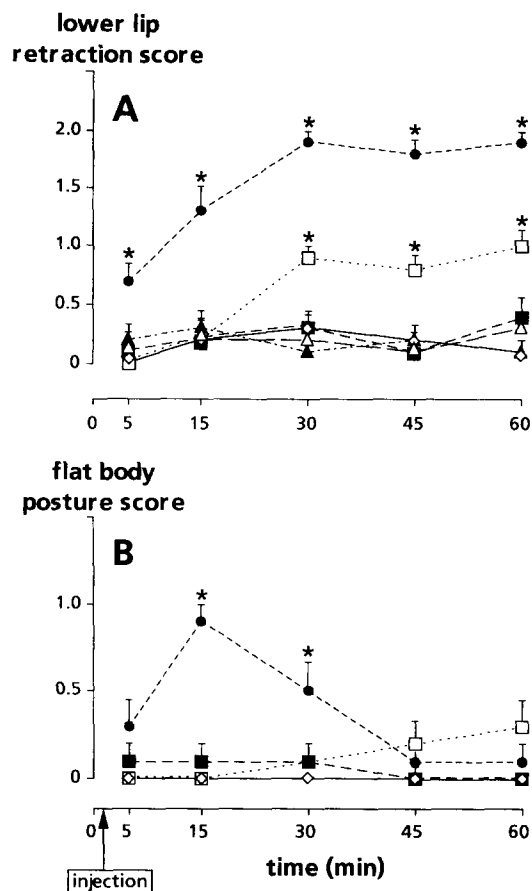 lower lip
retraction score
A
2.0
1.5
1.0
0.5
0
0 5 15 30 45 60
flat body
posture score
B
1.0
0.5
0
0 5 15 30 45 60
injection
time (min)